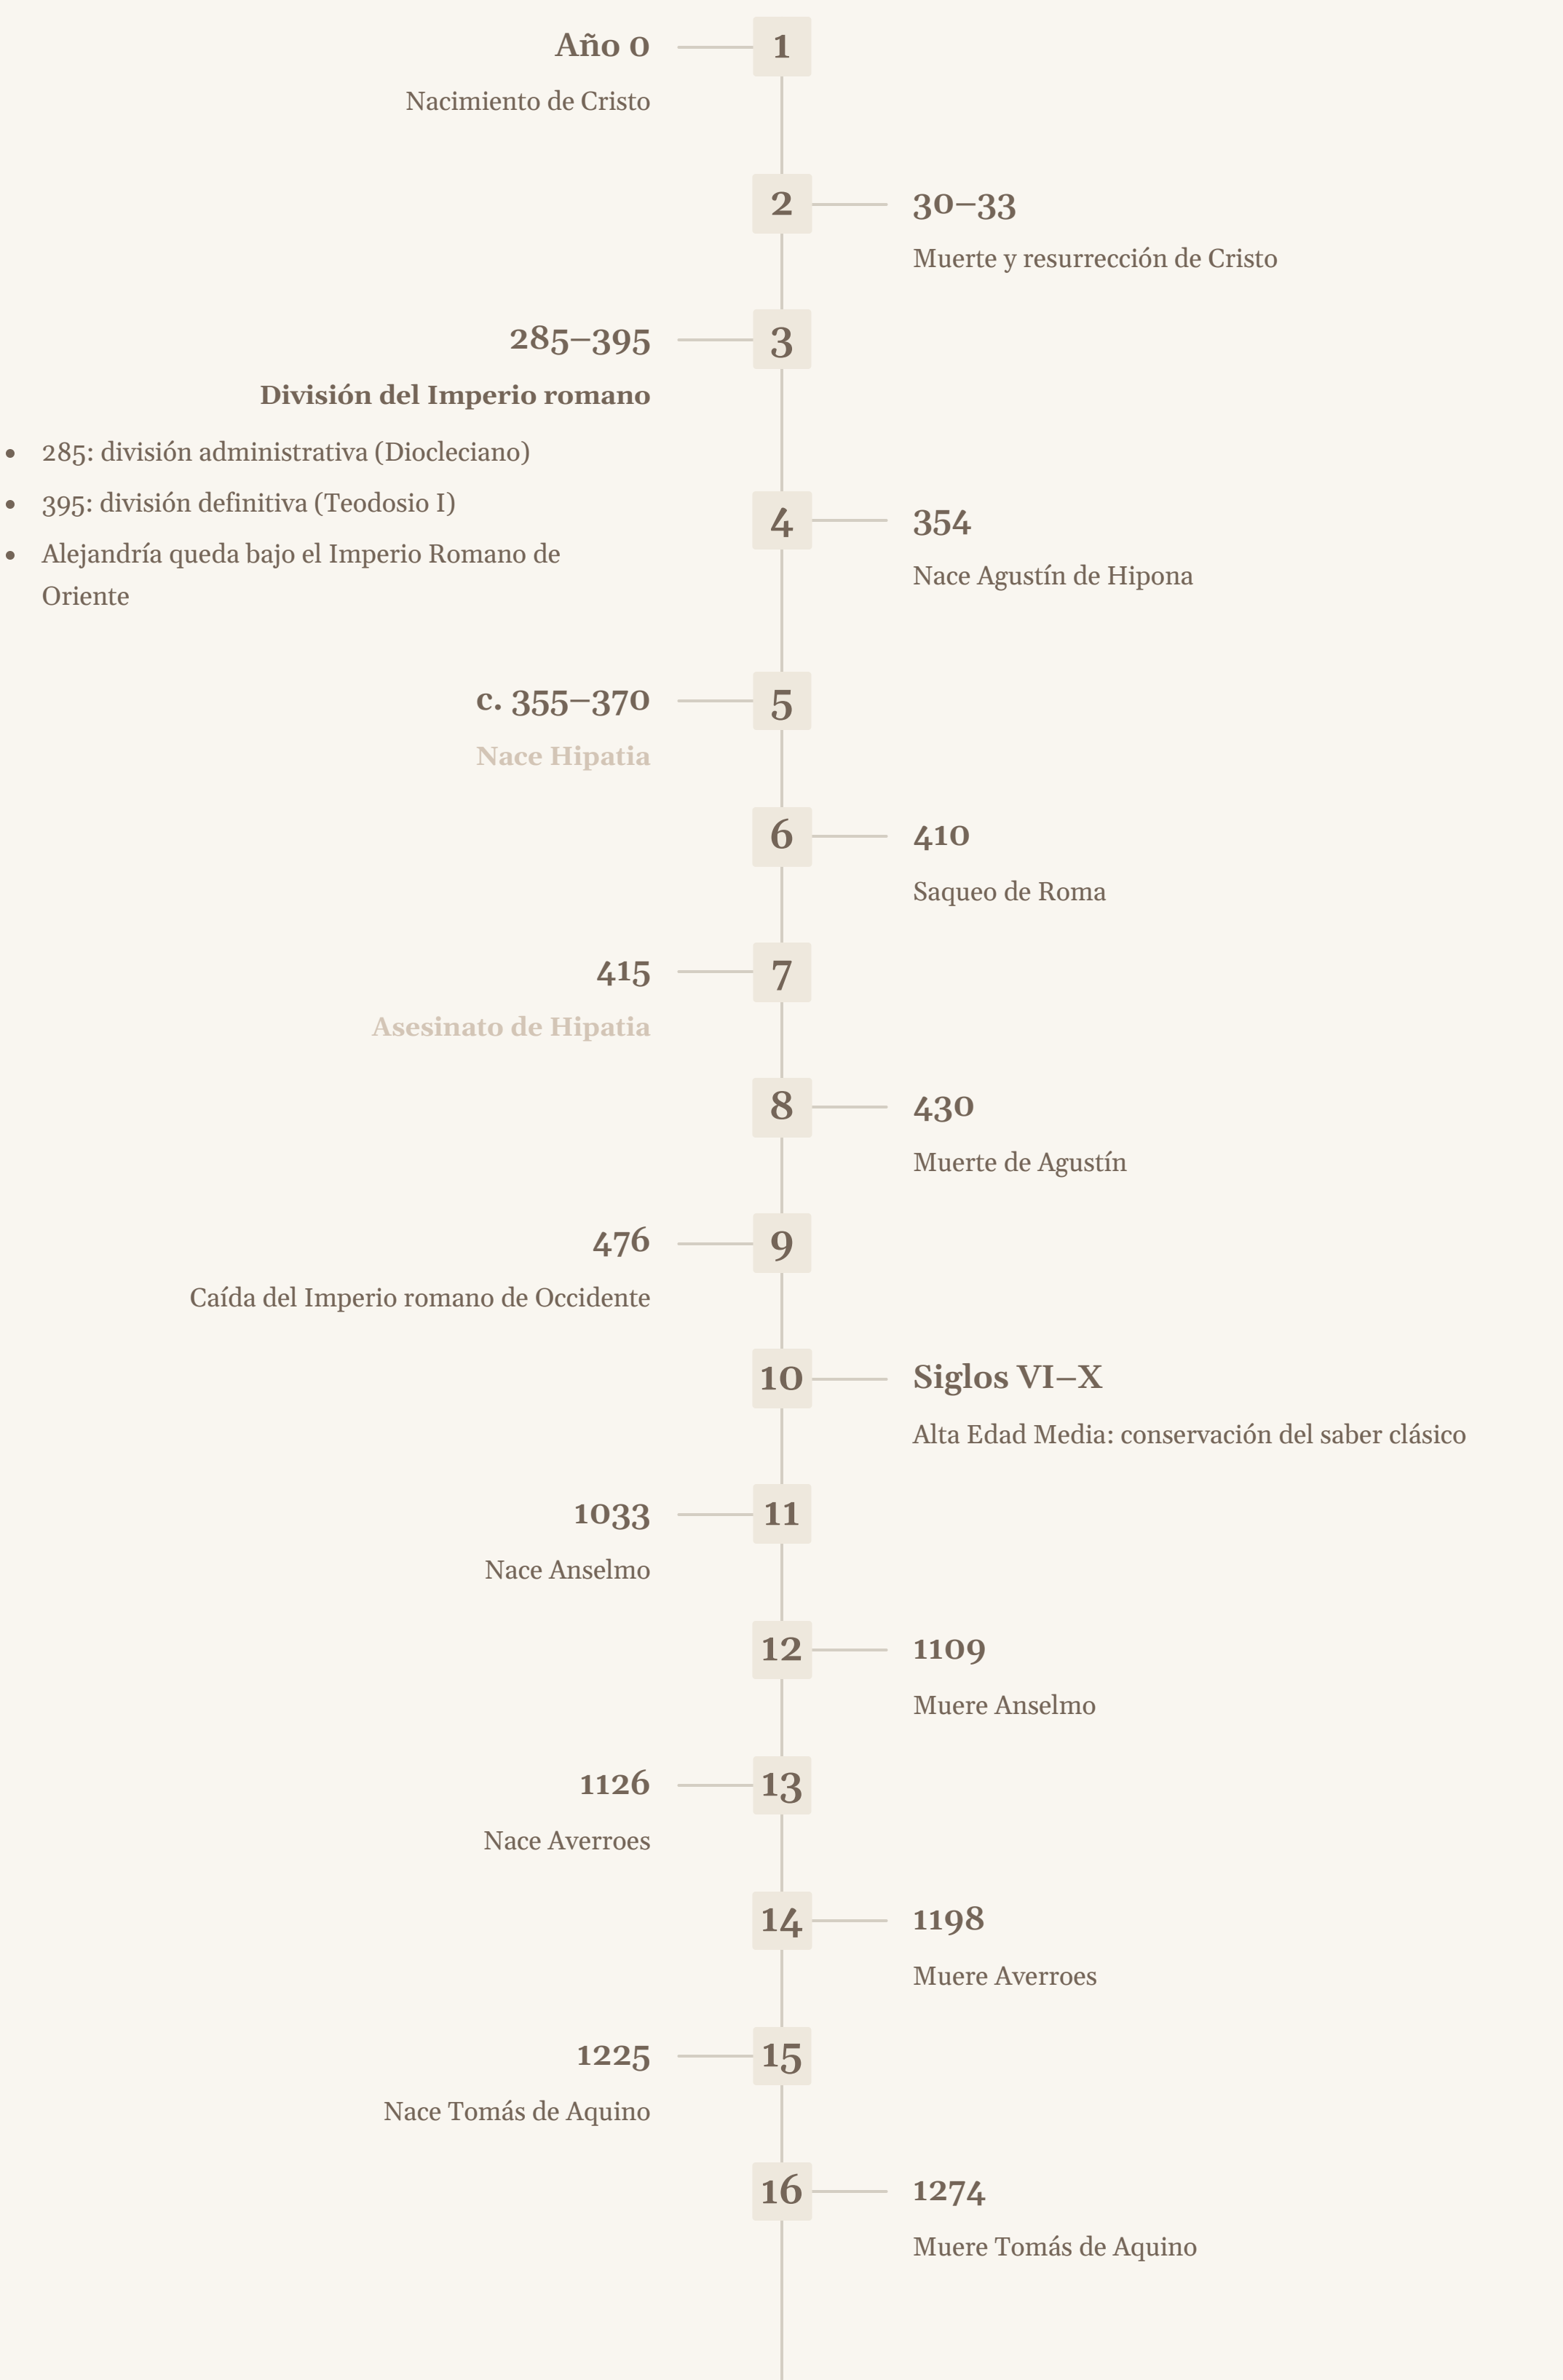 Año 0
1
Nacimiento de Cristo
2
30–33
Muerte y resurrección de Cristo
285–395
3
División del Imperio romano
• 285: división administrativa (Diocleciano)
• 395: división definitiva (Teodosio I)
• Alejandría queda bajo el Imperio Romano de
Oriente
4
354
Nace Agustín de Hipona
c. 355–370
5
Nace Hipatia
6
410
Saqueo de Roma
415
7
Asesinato de Hipatia
8
430
Muerte de Agustín
476
9
Caída del Imperio romano de Occidente
10
Siglos VI–X
Alta Edad Media: conservación del saber clásico
1033
11
Nace Anselmo
12
1109
Muere Anselmo
1126
13
Nace Averroes
14
1198
Muere Averroes
1225
15
Nace Tomás de Aquino
16
1274
Muere Tomás de Aquino